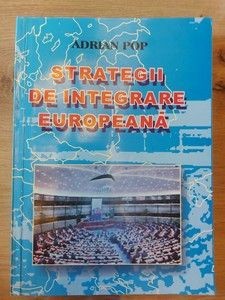 ADRIAN POP
STRATEGII
DE INTEGRARE
EUROPEANĂ